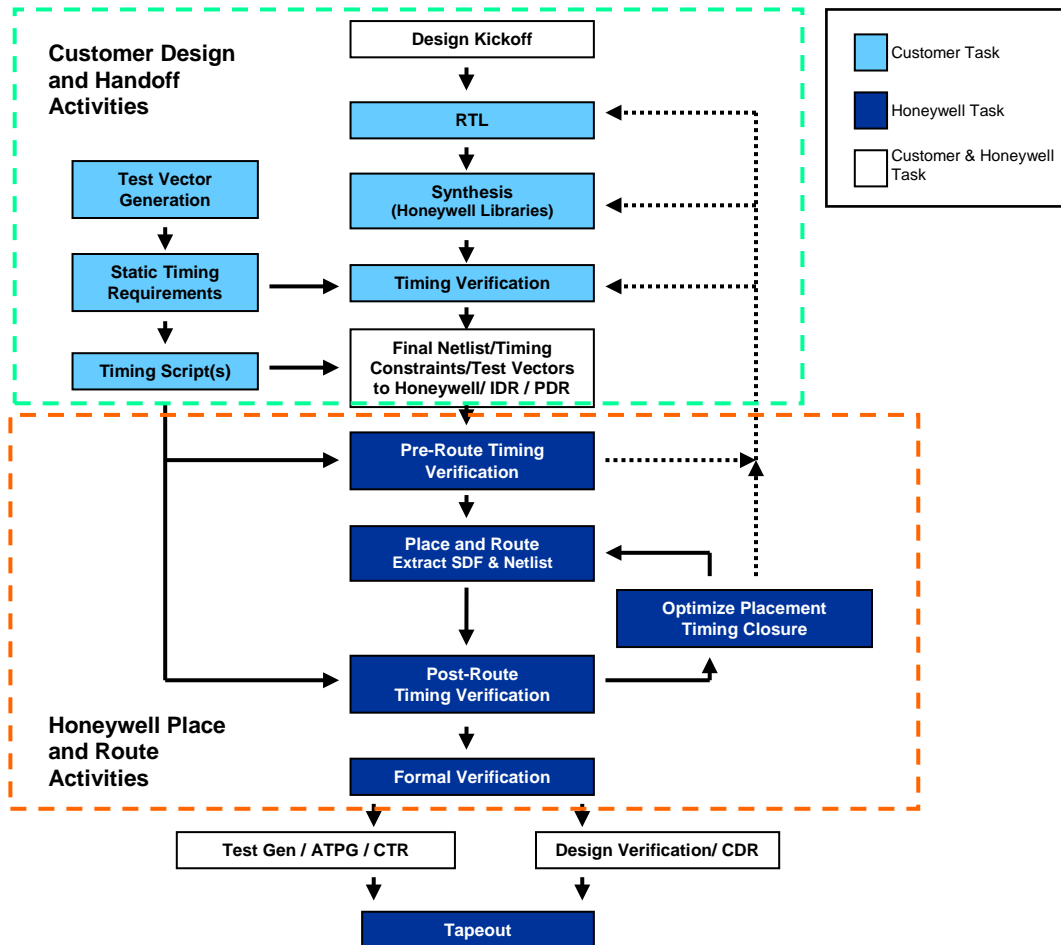 Customer Design
and Handoff
Activities
Design Kickoff
RTL
Test Vector
Generation
Synthesis
(Honeywell Libraries)
Static Timing
Requirements
Timing Verification
Timing Script(s)
Final Netlist/Timing
Constraints/Test Vectors
to Honeywell/ IDR / PDR
Customer Task
Honeywell Task
Customer & Honeywell
Task
Pre-Route Timing
Verification
Place and Route
Extract SDF & Netlist
Optimize Placement
Timing Closure
Post-Route
Timing Verification
Honeywell Place
and Route
Activities
Formal Verification
Test Gen / ATPG / CTR
Design Verification/ CDR
Tapeout